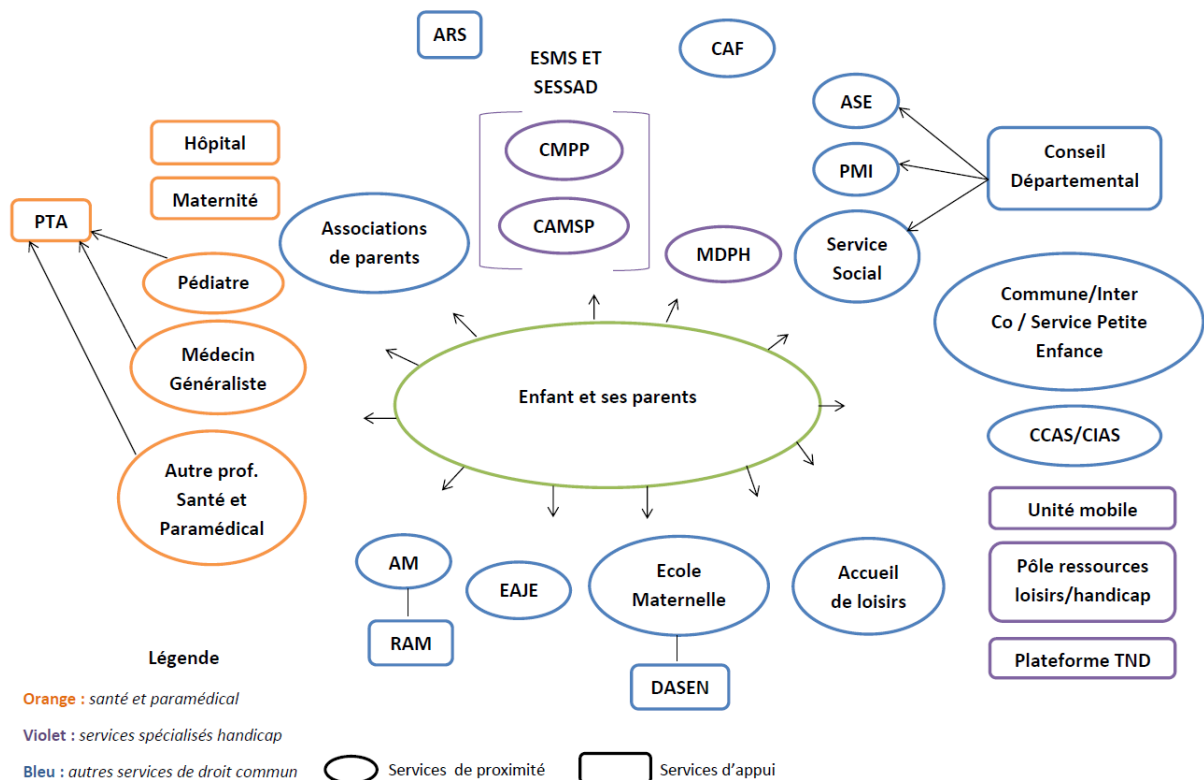 ARS
ESMS ET
SESSAD
CAF
ASE
Hôpital
CMPP
Conseil
Départemental
PMI
Maternité
PTA
Associations
de parents
CAMSP
MDPH
Service
Social
Pédiatre
Commune/Inter
Co / Service Petite
Enfance
Médecin
Généraliste
Enfant et ses parents
CCAS/CIAS
Autre prof.
Santé et
Paramédical
Unité mobile
AM
EAJE
Ecole
Maternelle
Accueil
de loisirs
Pôle ressources
loisirs/handicap
RAM
Plateforme TND
DASEN
Légende
Orange : santé et paramédical
Violet : services spécialisés handicap
Bleu : autres services de droit commun
Services de proximité
Services d'appui